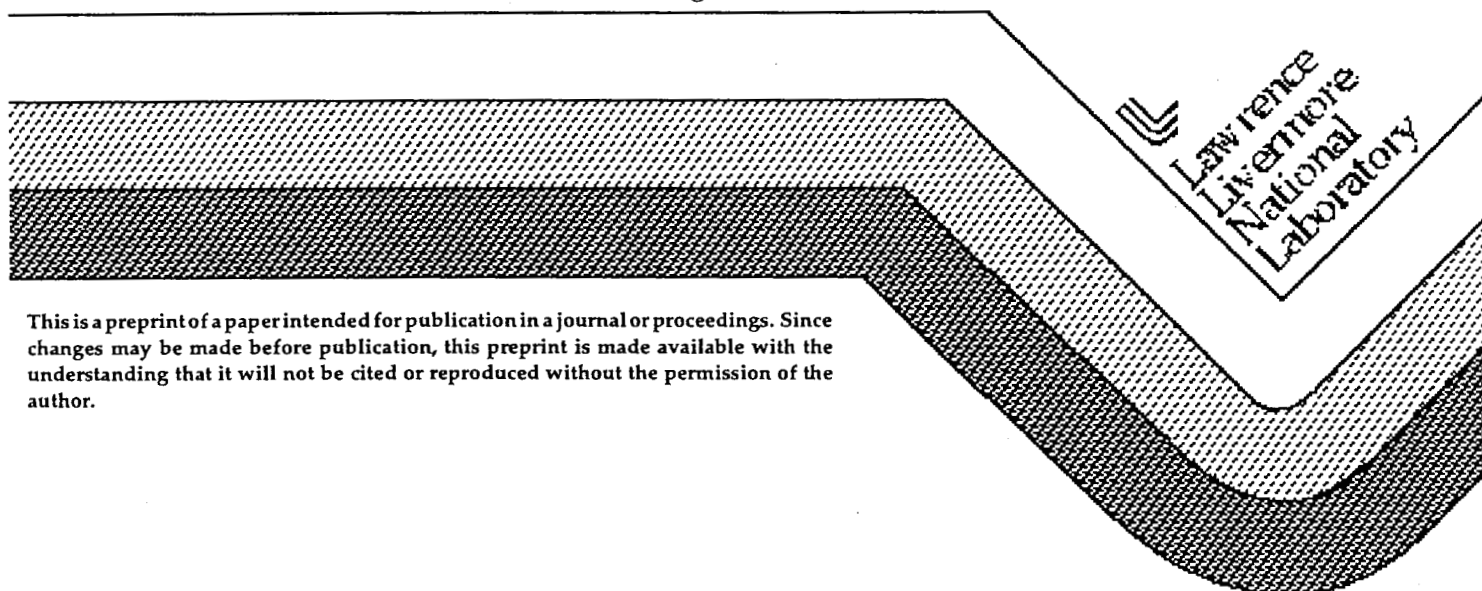 Lawrence
Livermore
National
Laboratory
This is a preprint of a paper intended for publication in a journal or proceedings. Since
changes may be made before publication, this preprint is made available with the
understanding that it will not be cited or reproduced without the permission of the
author.